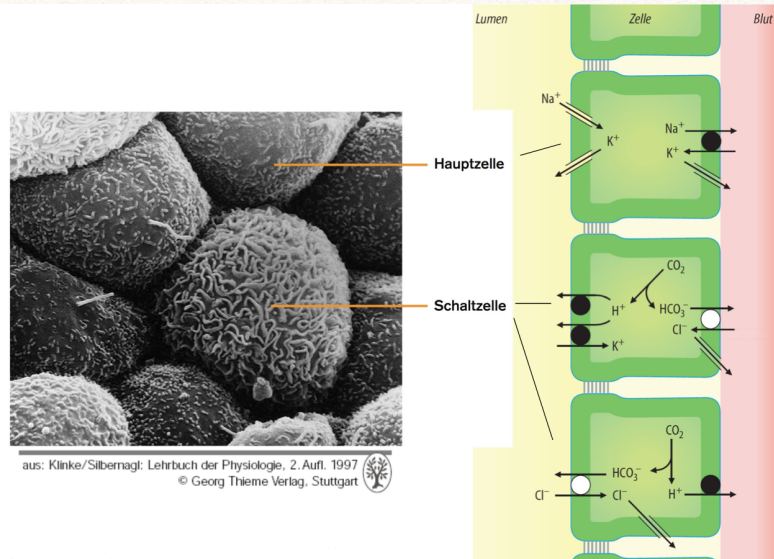 Lumen
Zelle
Blut
Na⁺
K⁺
Na⁺
K⁺
Hauptzelle
Schaltzelle
CO₂
H⁺
HCO₃⁻
Cl⁻
K⁺
CO₂
HCO₃⁻
Cl⁻
Cl⁻
H⁺
aus: Klinke/Silbernagl: Lehrbuch der Physiologie, 2. Aufl. 1997
© Georg Thieme Verlag, Stuttgart